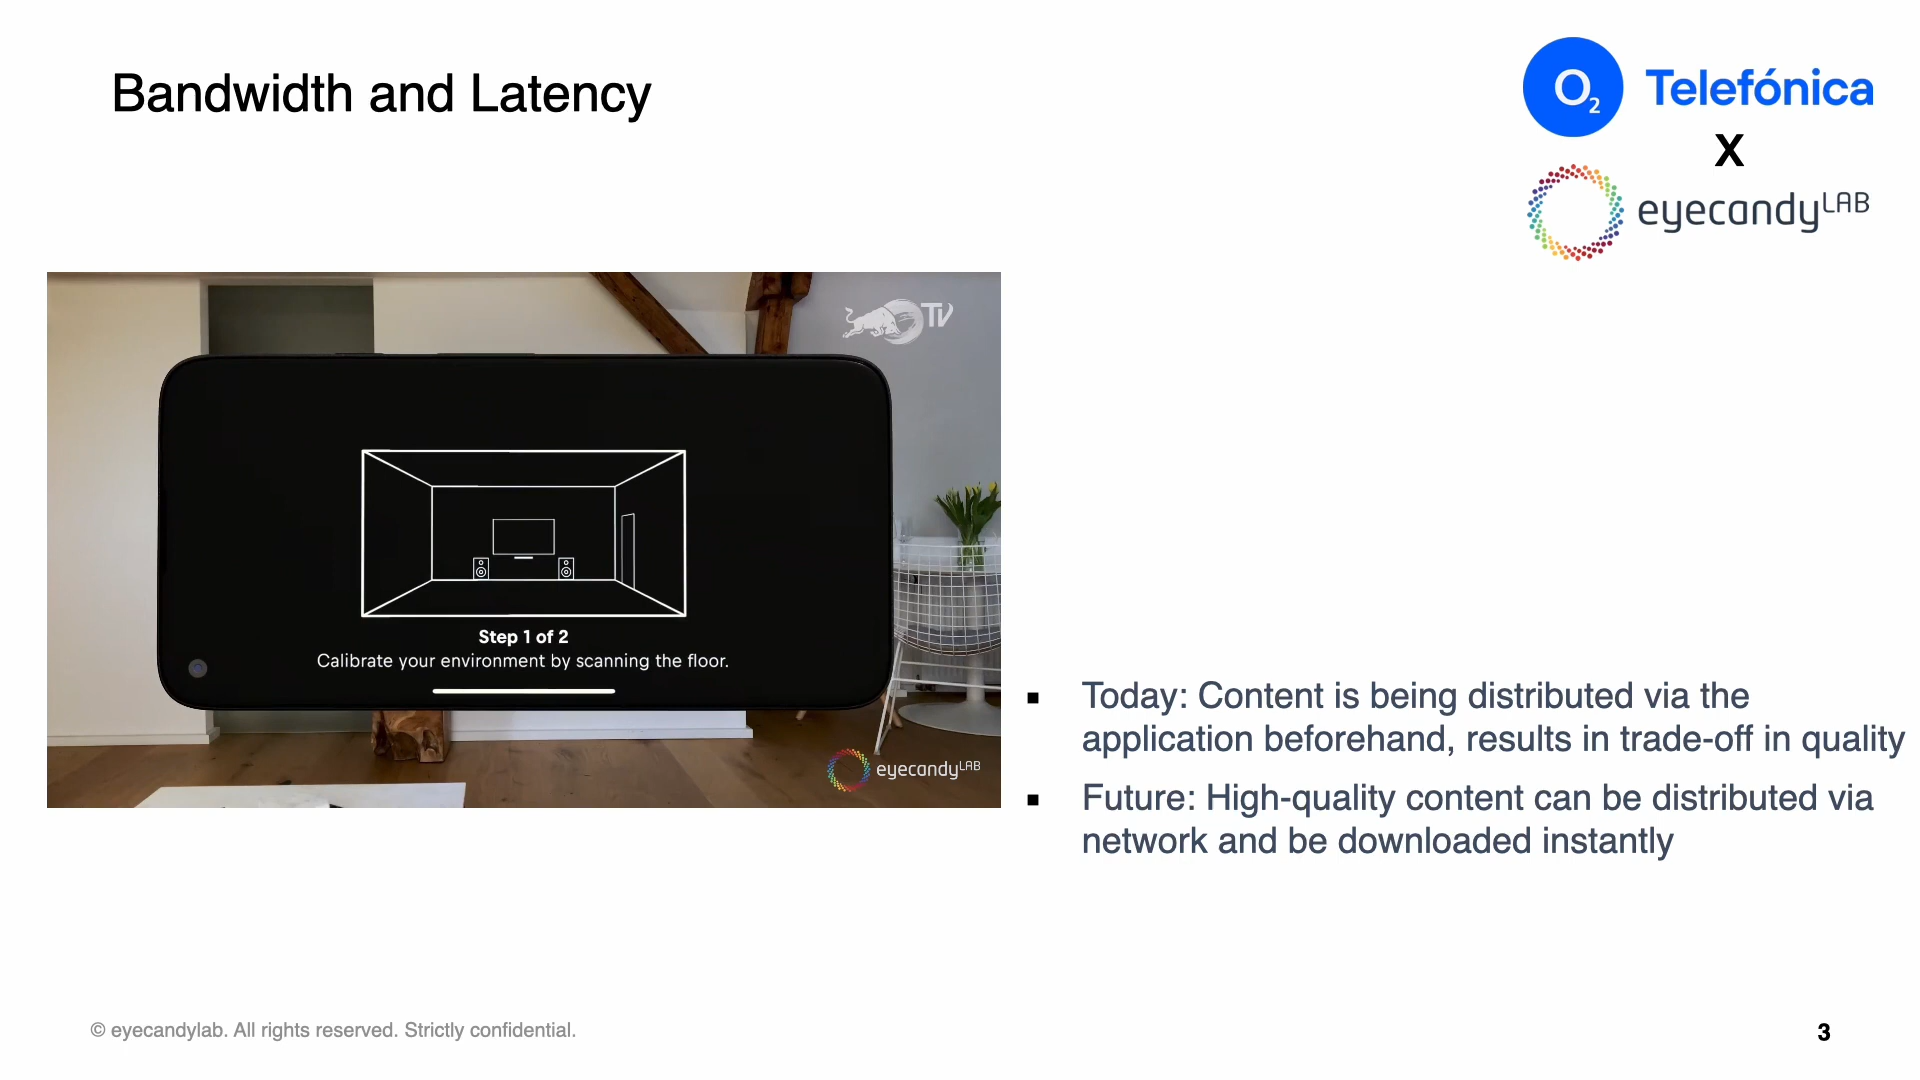 Bandwidth and Latency
O2 Telefónica
X
eyecandyLAB
TV
Step 1 of 2
Calibrate your environment by scanning the floor.
eyecandyLAB
▪ Today: Content is being distributed via the
application beforehand, results in trade-off in quality
▪ Future: High-quality content can be distributed via
network and be downloaded instantly
© eyecandylab. All rights reserved. Strictly confidential.
3